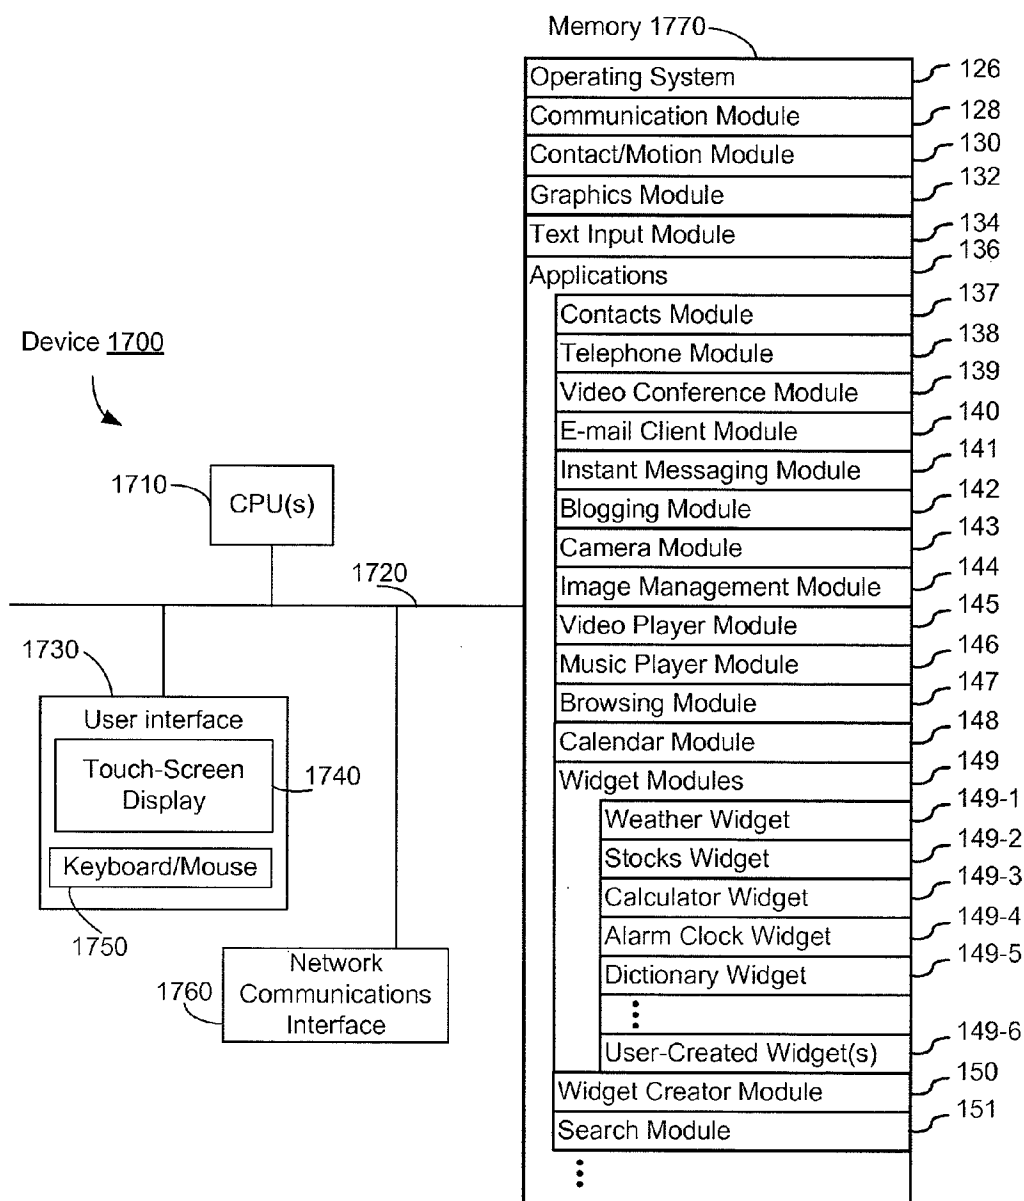 Memory 1770
Operating System 126
Communication Module 128
Contact/Motion Module 130
Graphics Module 132
Text Input Module 134
Applications 136
Contacts Module 137
Telephone Module 138
Video Conference Module 139
E-mail Client Module 140
Instant Messaging Module 141
Blogging Module 142
Camera Module 143
Image Management Module 144
Video Player Module 145
Music Player Module 146
Browsing Module 147
Calendar Module 148
Widget Modules 149
Weather Widget 149-1
Stocks Widget 149-2
Calculator Widget 149-3
Alarm Clock Widget 149-4
Dictionary Widget 149-5
User-Created Widget(s) 149-6
Widget Creator Module 150
Search Module 151
Device 1700
1710
CPU(s)
1720
1730
User interface
Touch-Screen
Display
1740
Keyboard/Mouse
1750
1760
Network
Communications
Interface